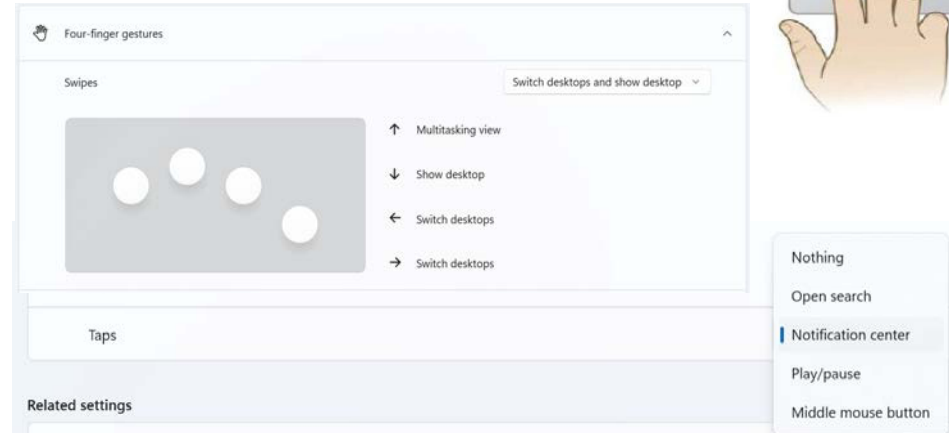 Four-finger gestures
Swipes
Switch desktops and show desktop
Multitasking view
Show desktop
Switch desktops
Switch desktops
Taps
Nothing
Open search
Notification center
Play/pause
Middle mouse button
Related settings